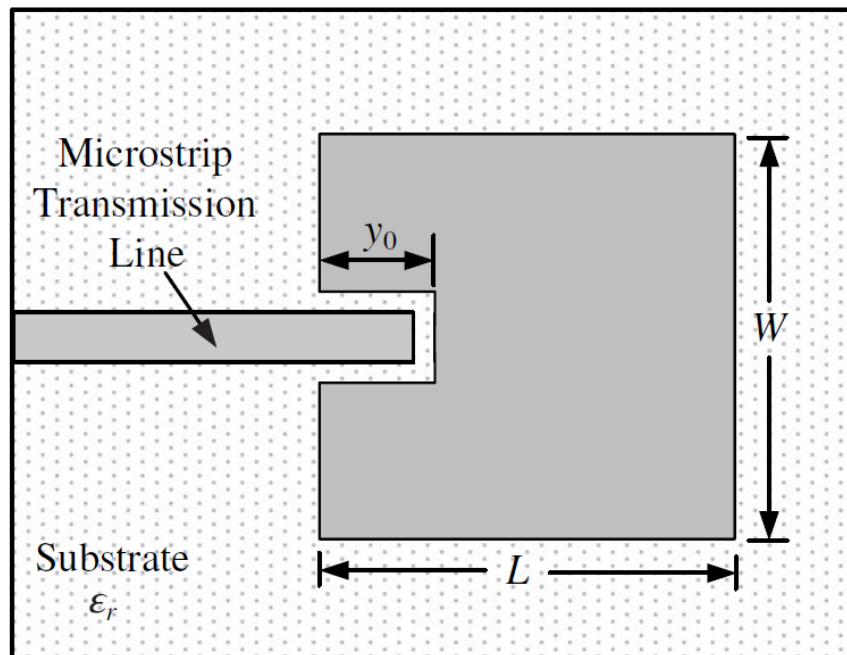 Microstrip
Transmission
Line
y₀
W
L
Substrate
εᵣ